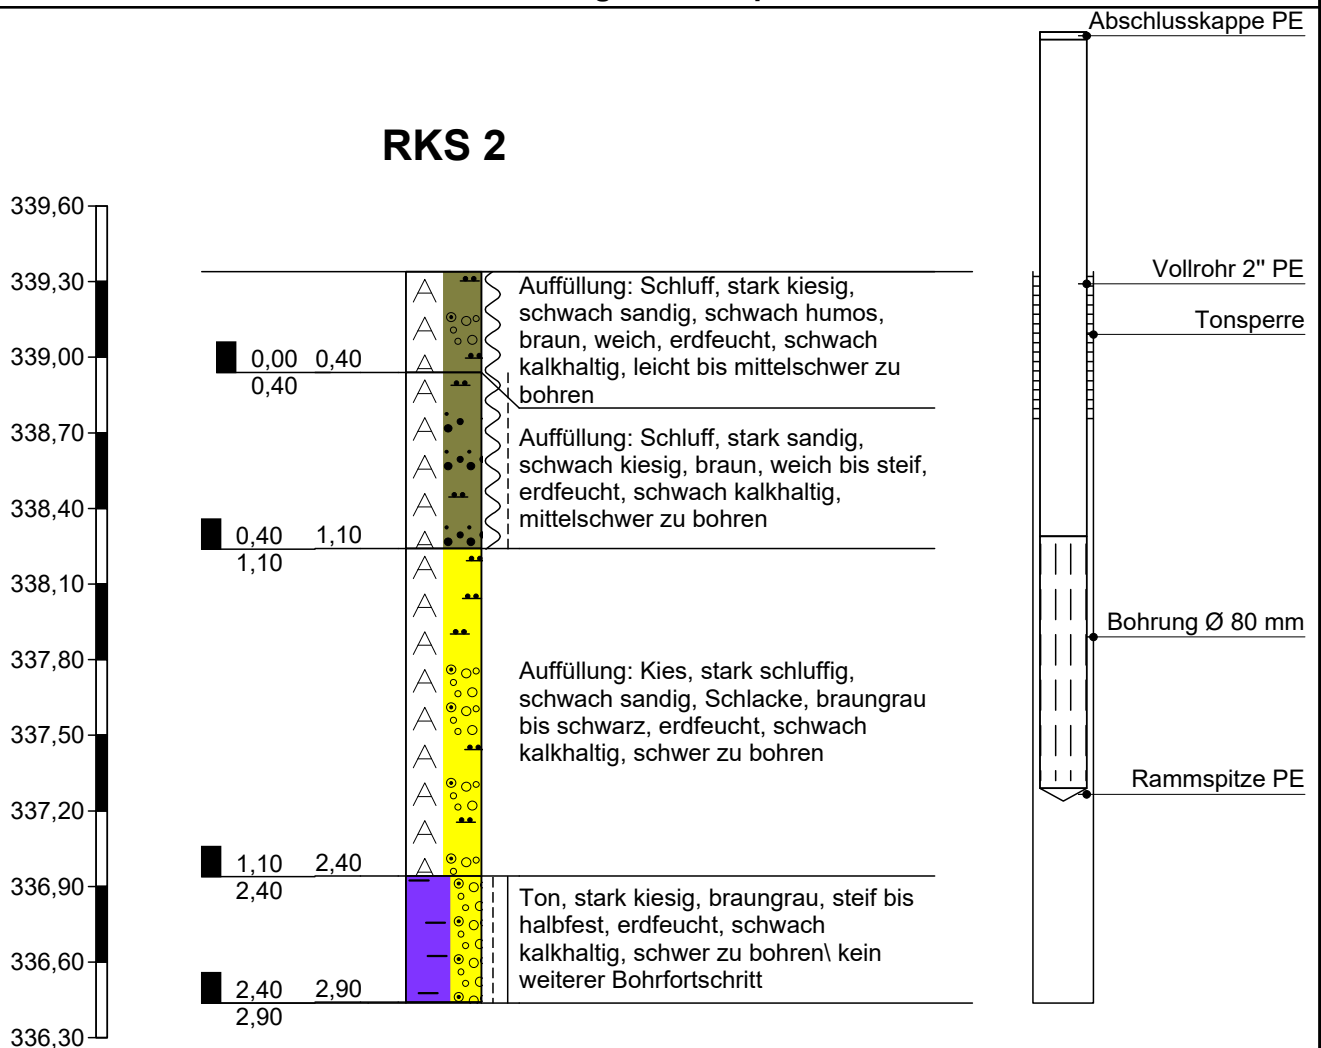 Abschlusskappe PE
RKS 2
339,60
339,30
339,00
338,70
338,40
338,10
337,80
337,50
337,20
336,90
336,60
336,30
0,00 0,40
0,40
0,40 1,10
1,10
1,10 2,40
2,40
2,40 2,90
2,90
Auffüllung: Schluff, stark kiesig,
schwach sandig, schwach humos,
braun, weich, erdfeucht, schwach
kalkhaltig, leicht bis mittelschwer zu
bohren
Auffüllung: Schluff, stark sandig,
schwach kiesig, braun, weich bis steif,
erdfeucht, schwach kalkhaltig,
mittelschwer zu bohren
Auffüllung: Kies, stark schluffig,
schwach sandig, Schlacke, braungrau
bis schwarz, erdfeucht, schwach
kalkhaltig, schwer zu bohren
Ton, stark kiesig, braungrau, steif bis
halbfest, erdfeucht, schwach
kalkhaltig, schwer zu bohren\ kein
weiterer Bohrfortschritt
Vollrohr 2" PE
Tonsperre
Bohrung Ø 80 mm
Rammspitze PE